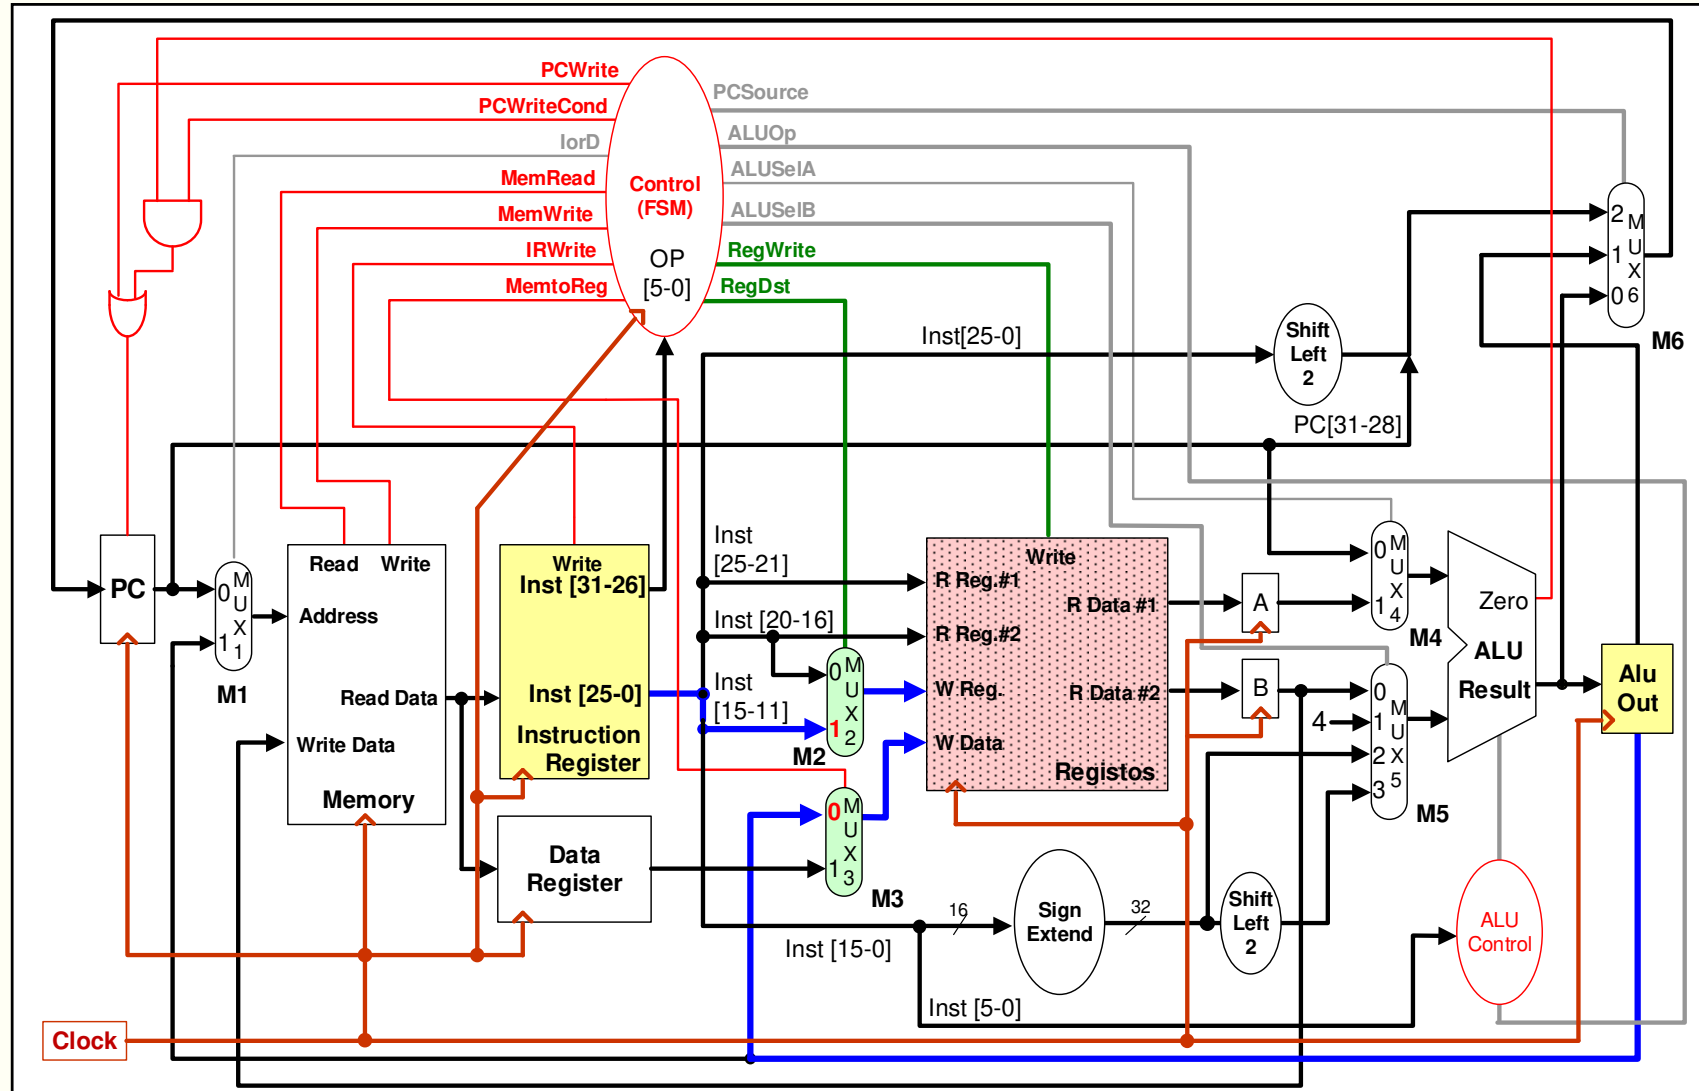 PCWrite
PCWriteCond
IorD
MemRead
MemWrite
IRWrite
MemtoReg
Control
(FSM)
OP
[5-0]
PCSource
ALUOp
ALUSelA
ALUSelB
RegWrite
RegDst
2
1
0
M
U
X
6
M6
Inst[25-0]
Shift
Left
2
PC[31-28]
PC
0
1
M
U
X
1
M1
Read
Write
Address
Read Data
Write Data
Memory
Write
Inst [31-26]
Inst [25-0]
Instruction
Register
Data
Register
Inst
[25-21]
Inst [20-16]
Inst
[15-11]
0
1
M
U
X
2
M2
0
1
M
U
X
3
M3
Write
R Reg.#1
R Data #1
R Reg.#2
W Reg.
R Data #2
W Data
Registos
A
B
4
0
1
M
U
X
4
M4
0
1
2
3
M
U
X
5
M5
Zero
ALU
Result
Alu
Out
Inst [15-0]
16
Sign
Extend
32
Shift
Left
2
ALU
Control
Inst [5-0]
Clock